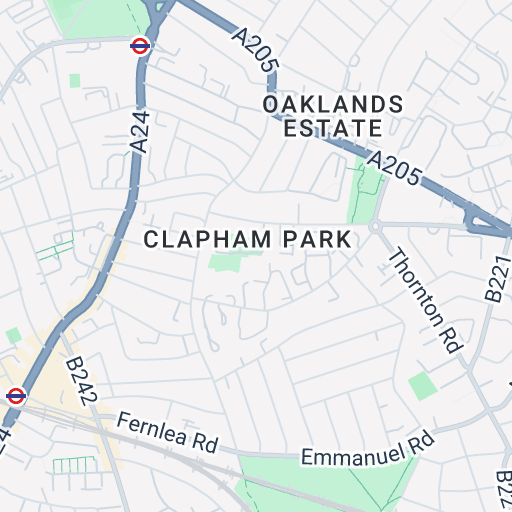 A205
OAKLANDS
ESTATE
A24
A205
CLAPHAM PARK
B221
Thornton Rd
B242
Fernlea Rd
Emmanuel Rd